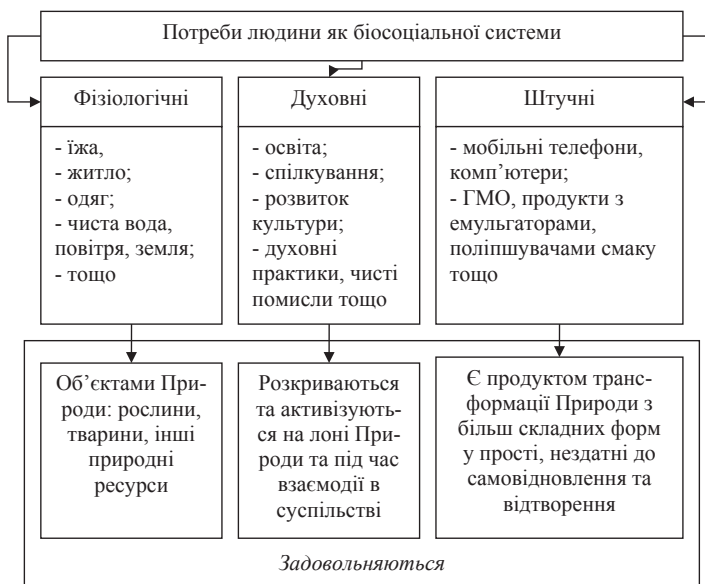 Потреби людини як біосоціальної системи
Фізіологічні
- їжа,
- житло;
- одяг;
- чиста вода,
повітря, земля;
- тощо
Духовні
- освіта;
- спілкування;
- розвиток
культури;
- духовні
практики, чисті
помисли тощо
Штучні
- мобільні телефони,
комп’ютери;
- ГМО, продукти з
емульгаторами,
поліпшувачами смаку
тощо
Об’єктами При-
роди: рослини,
тварини, інші
природні
ресурси
Розкриваються
та активізують-
ся на лоні При-
роди та під час
взаємодії в
суспільстві
Є продуктом транс-
формації Природи з
більш складних форм
у прості, нездатні до
самовідновлення та
відтворення
Задовольняються